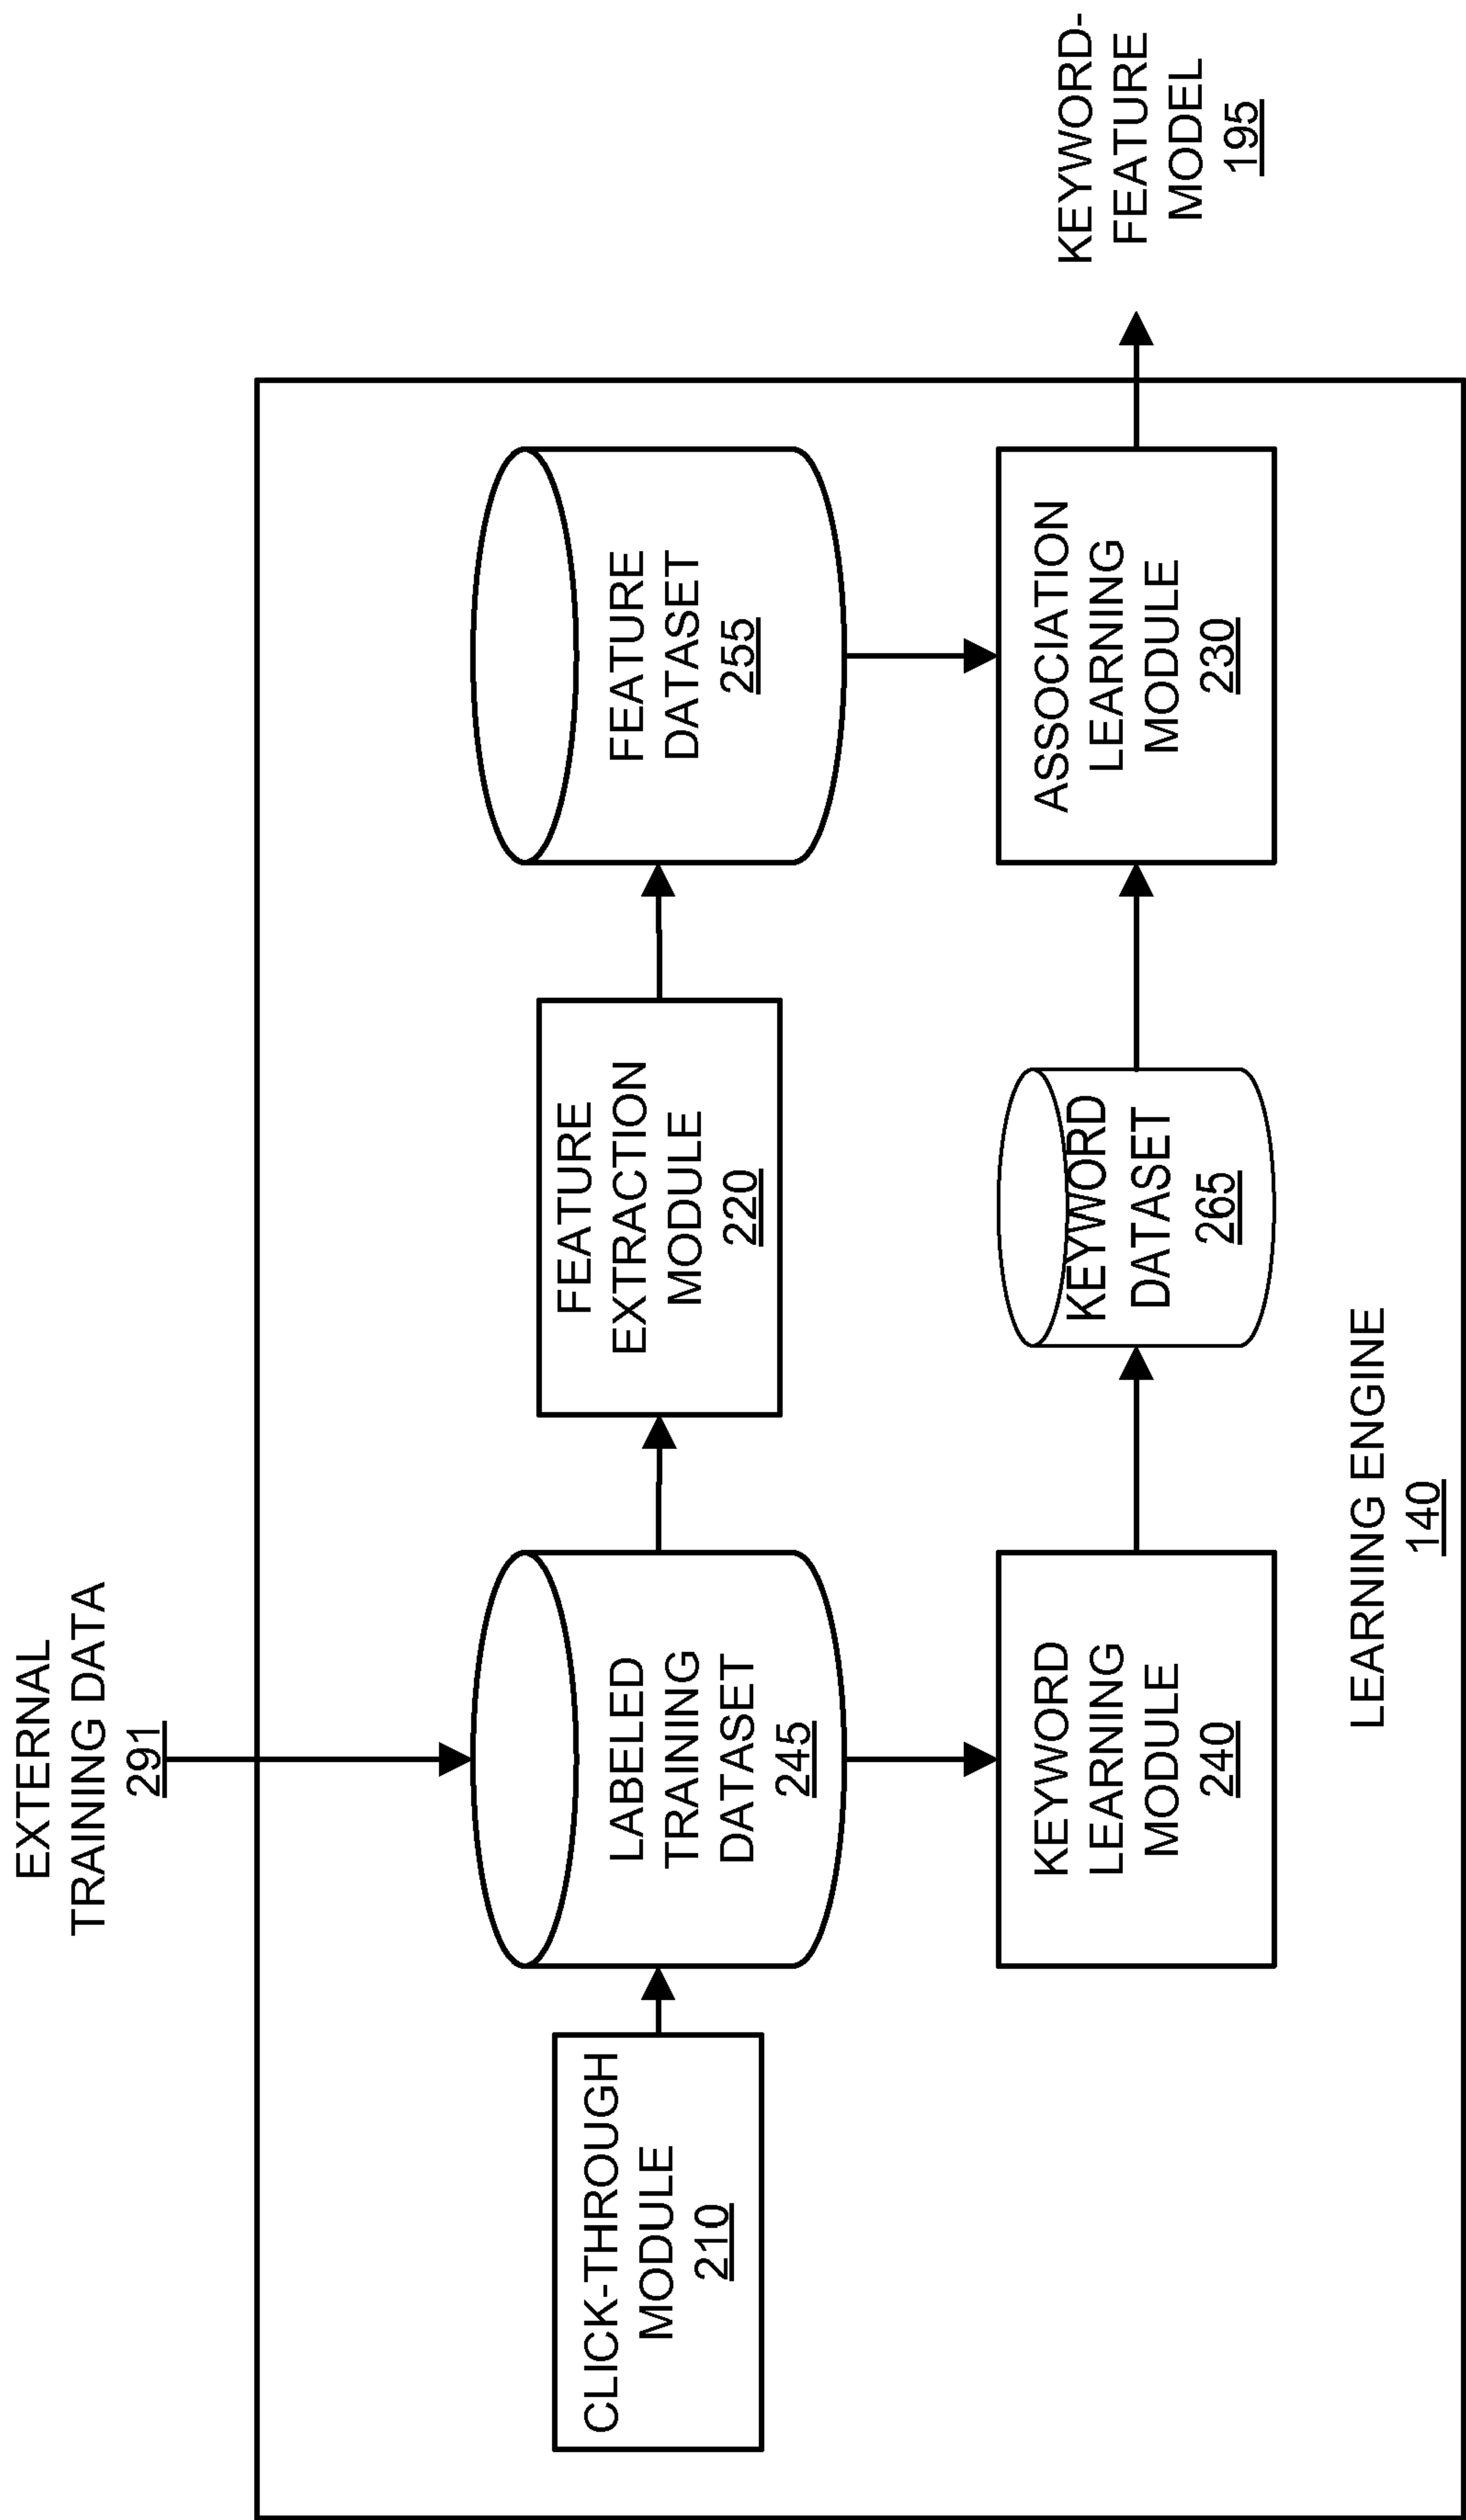 EXTERNAL
TRAINING DATA
291
CLICK-THROUGH
MODULE
210
LABELED
TRAINING
DATASET
245
FEATURE
EXTRACTION
MODULE
220
FEATURE
DATASET
255
KEYWORD
LEARNING
MODULE
240
KEYWORD
DATASET
265
ASSOCIATION
LEARNING
MODULE
230
KEYWORD-
FEATURE
MODEL
195
LEARNING ENGINE
140